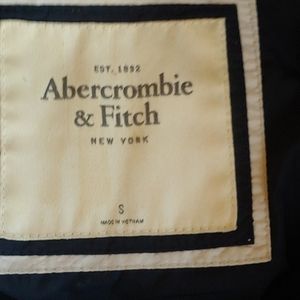 EST. 1892
Abercrombie
& Fitch
NEW YORK
S
MADE IN VIETNAM